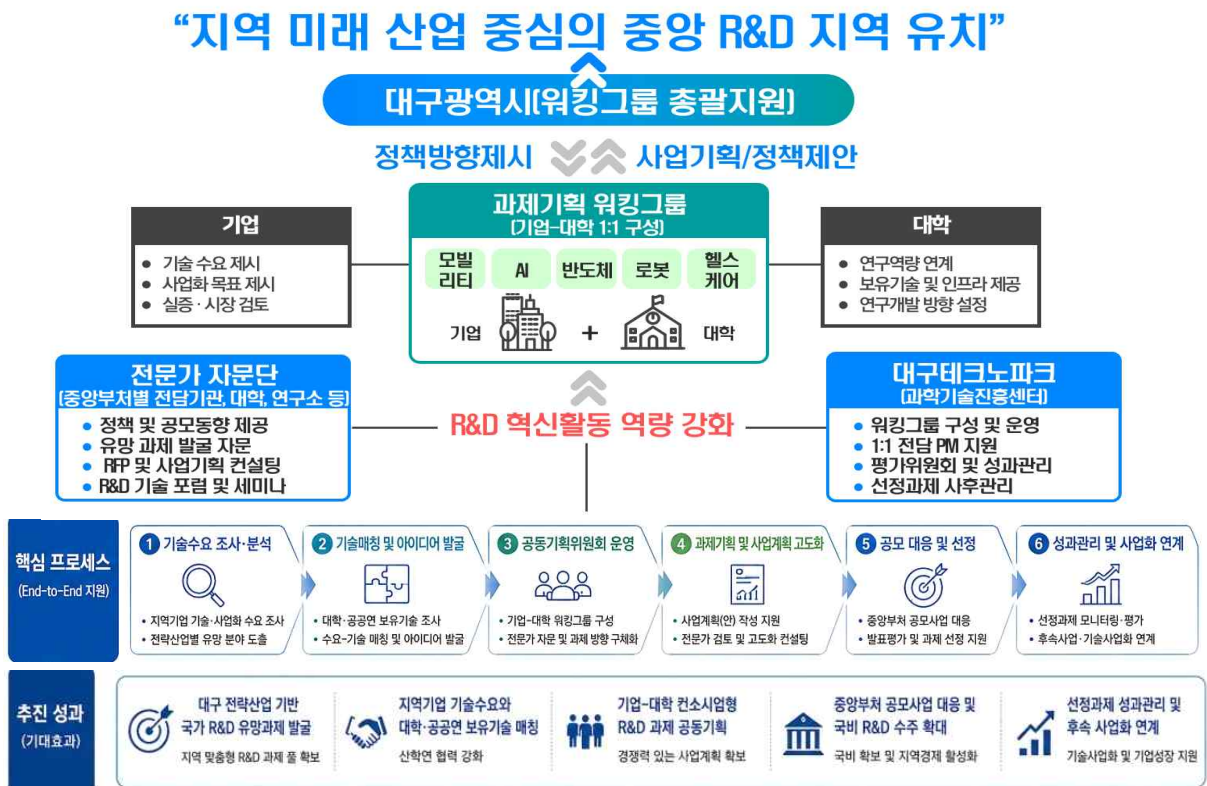 “지역 미래 산업 중심의 중앙 R&D 지역 유치”
대구광역시(워킹그룹 총괄지원)
정책방향제시
사업기획/정책제안
과제기획 워킹그룹
(기업-대학 1:1 구성)
모빌
리티
AI
반도체
로봇
헬스
케어
기업
+
대학
기업
• 기술 수요 제시
• 사업화 목표 제시
• 실증·시장 검토
대학
• 연구역량 연계
• 보유기술 및 인프라 제공
• 연구개발 방향 설정
전문가 자문단
(중앙부처별 전담기관, 대학, 연구소 등)
• 정책 및 공모동향 제공
• 유망 과제 발굴 자문
• RFP 및 사업기획 컨설팅
• R&D 기술 포럼 및 세미나
R&D 혁신활동 역량 강화
대구테크노파크
(과학기술진흥센터)
• 워킹그룹 구성 및 운영
• 1:1 전담 PM 지원
• 평가위원회 및 성과관리
• 선정과제 사후관리
핵심 프로세스
(End-to-End 지원)
1 기술수요 조사·분석
• 지역기업 기술·사업화 수요 조사
• 전략산업별 유망 분야 도출
2 기술매칭 및 아이디어 발굴
• 대학·공공연 보유기술 조사
• 수요-기술 매칭 및 아이디어 발굴
3 공동기획위원회 운영
• 기업-대학 워킹그룹 구성
• 전문가 자문 및 과제 방향 구체화
4 과제기획 및 사업계획 고도화
• 사업계획(안) 작성 지원
• 전문가 검토 및 고도화 컨설팅
5 공모 대응 및 선정
• 중앙부처 공모사업 대응
• 발표평가 및 과제 선정 지원
6 성과관리 및 사업화 연계
• 선정과제 모니터링·평가
• 후속사업·기술사업화 연계
추진 성과
(기대효과)
대구 전략산업 기반
국가 R&D 유망과제 발굴
지역 맞춤형 R&D 과제 풀 확보
지역기업 기술수요와
대학·공공연 보유기술 매칭
산학연 협력 강화
기업-대학 컨소시업형
R&D 과제 공동기획
경쟁력 있는 사업계획 확보
중앙부처 공모사업 대응 및
국비 R&D 수주 확대
국비 확보 및 지역경제 활성화
선정과제 성과관리 및
후속 사업화 연계
기술사업화 및 기업성장 지원